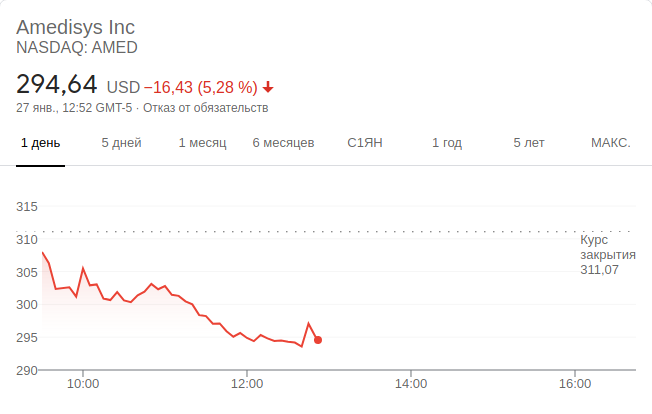 Amedisys Inc
NASDAQ: AMED
294,64 USD −16,43 (5,28 %)
27 янв., 12:52 GMT-5 · Отказ от обязательств
1 день 5 дней 1 месяц 6 месяцев С1ЯН 1 год 5 лет МАКС.
315
310
305
300
295
290
Курс
закрытия
311,07
10:00 12:00 14:00 16:00